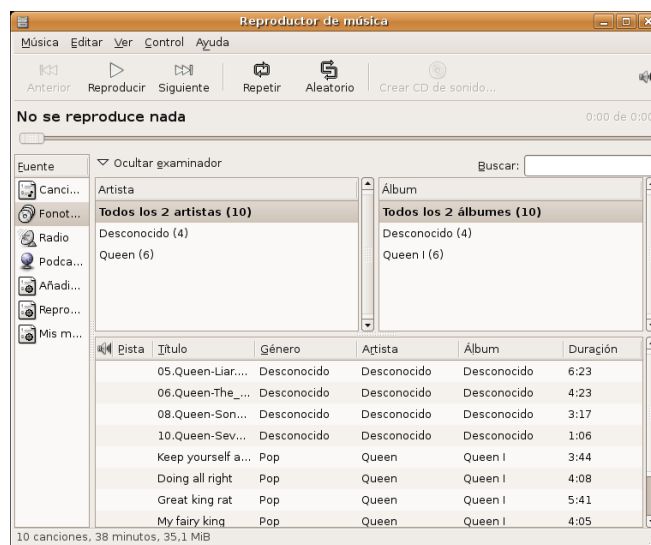 Reproductor de música
Música Editar Ver Control Ayuda
Anterior Reproducir Siguiente Repetir Aleatorio Crear CD de sonido...
No se reproduce nada
0:00 de 0:00
Fuente
Canci...
Fonot...
Radio
Podca...
Añadi...
Repro...
Mis m...
Ocultar examinador
Buscar:
Artista
Todos los 2 artistas (10)
Desconocido (4)
Queen (6)
Álbum
Todos los 2 álbumes (10)
Desconocido (4)
Queen I (6)
Pista Título Género Artista Álbum Duración
05.Queen-Liar.... Desconocido Desconocido Desconocido 6:23
06.Queen-The_... Desconocido Desconocido Desconocido 4:23
08.Queen-Son... Desconocido Desconocido Desconocido 3:17
10.Queen-Sev... Desconocido Desconocido Desconocido 1:06
Keep yourself a... Pop Queen Queen I 3:44
Doing all right Pop Queen Queen I 4:08
Great king rat Pop Queen Queen I 5:41
My fairy king Pop Queen Queen I 4:05
10 canciones, 38 minutos, 35,1 MiB